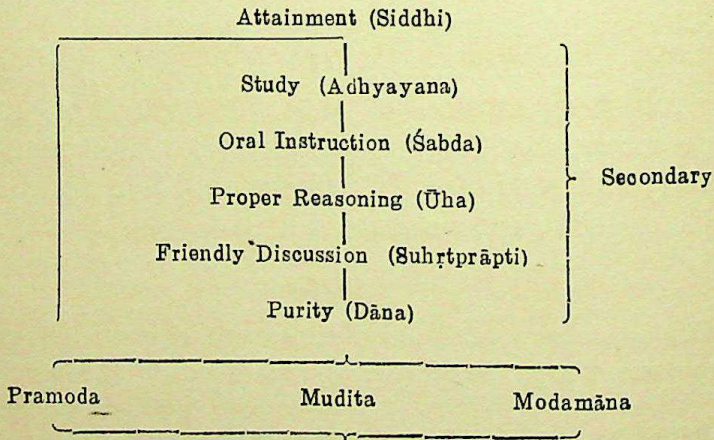 Attainment (Siddhi)
Study (Adhyayana)
Oral Instruction (Śabda)
Proper Reasoning (Ūha)
Secondary
Friendly Discussion (Suhṛtprāpti)
Purity (Dāna)
Pramoda Mudita Modamāna